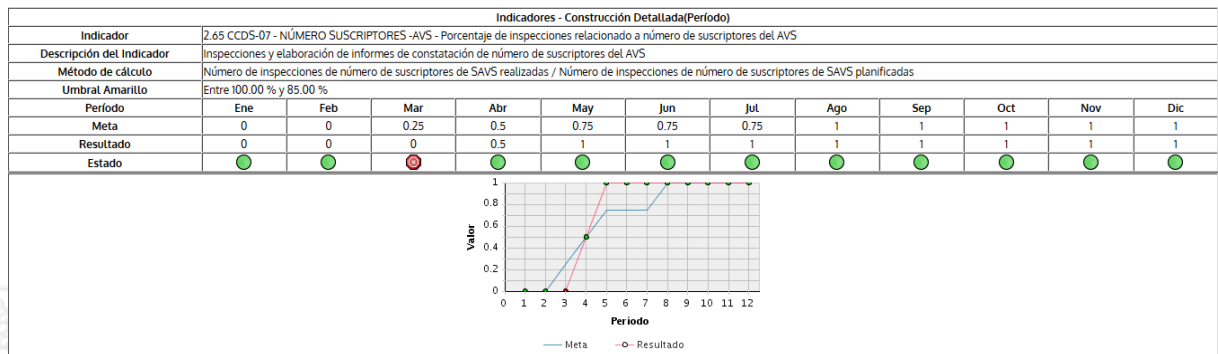 Indicadores - Construcción Detallada(Período)
Indicador 2.65 CCDS-07 - NÚMERO SUSCRIPTORES -AVS - Porcentaje de inspecciones relacionado a número de suscriptores del AVS
Descripción del Indicador Inspecciones y elaboración de informes de constatación de número de suscriptores del AVS
Método de cálculo Número de inspecciones de número de suscriptores de SAVS realizadas / Número de inspecciones de número de suscriptores de SAVS planificadas
Umbral Amarillo Entre 100.00 % y 85.00 %
Período Ene Feb Mar Abr May Jun Jul Ago Sep Oct Nov Dic
Meta 0 0 0.25 0.5 0.75 0.75 0.75 1 1 1 1 1
Resultado 0 0 0 0.5 1 1 1 1 1 1 1 1
Estado
1
0.8
0.6
0.4
0.2
0
Valor
0 1 2 3 4 5 6 7 8 9 10 11 12
Periodo
Meta Resultado